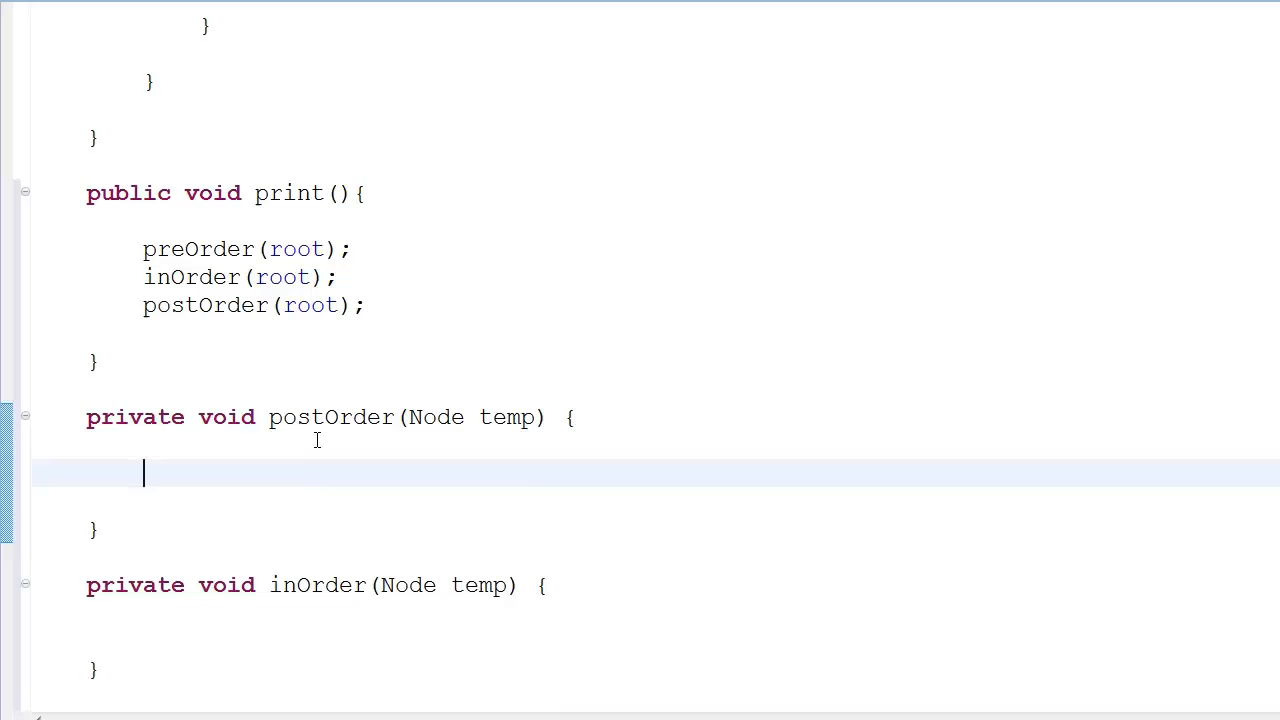 }
}
}
public void print(){
preOrder(root);
inOrder(root);
postOrder(root);
}
private void postOrder(Node temp) {
}
private void inOrder(Node temp) {
}